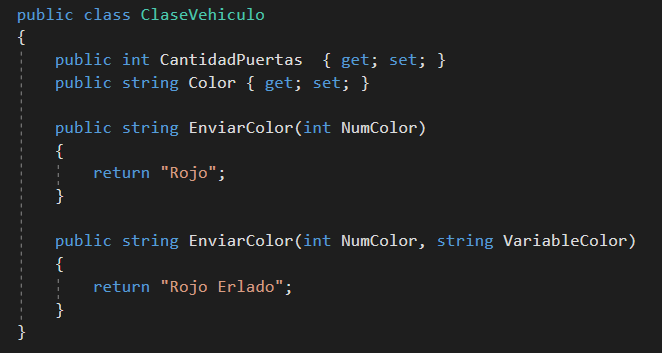 public class ClaseVehiculo
{
public int CantidadPuertas  { get; set; }
public string Color { get; set; }
public string EnviarColor(int NumColor)
{
return "Rojo";
}
public string EnviarColor(int NumColor, string VariableColor)
{
return "Rojo Erlado";
}
}